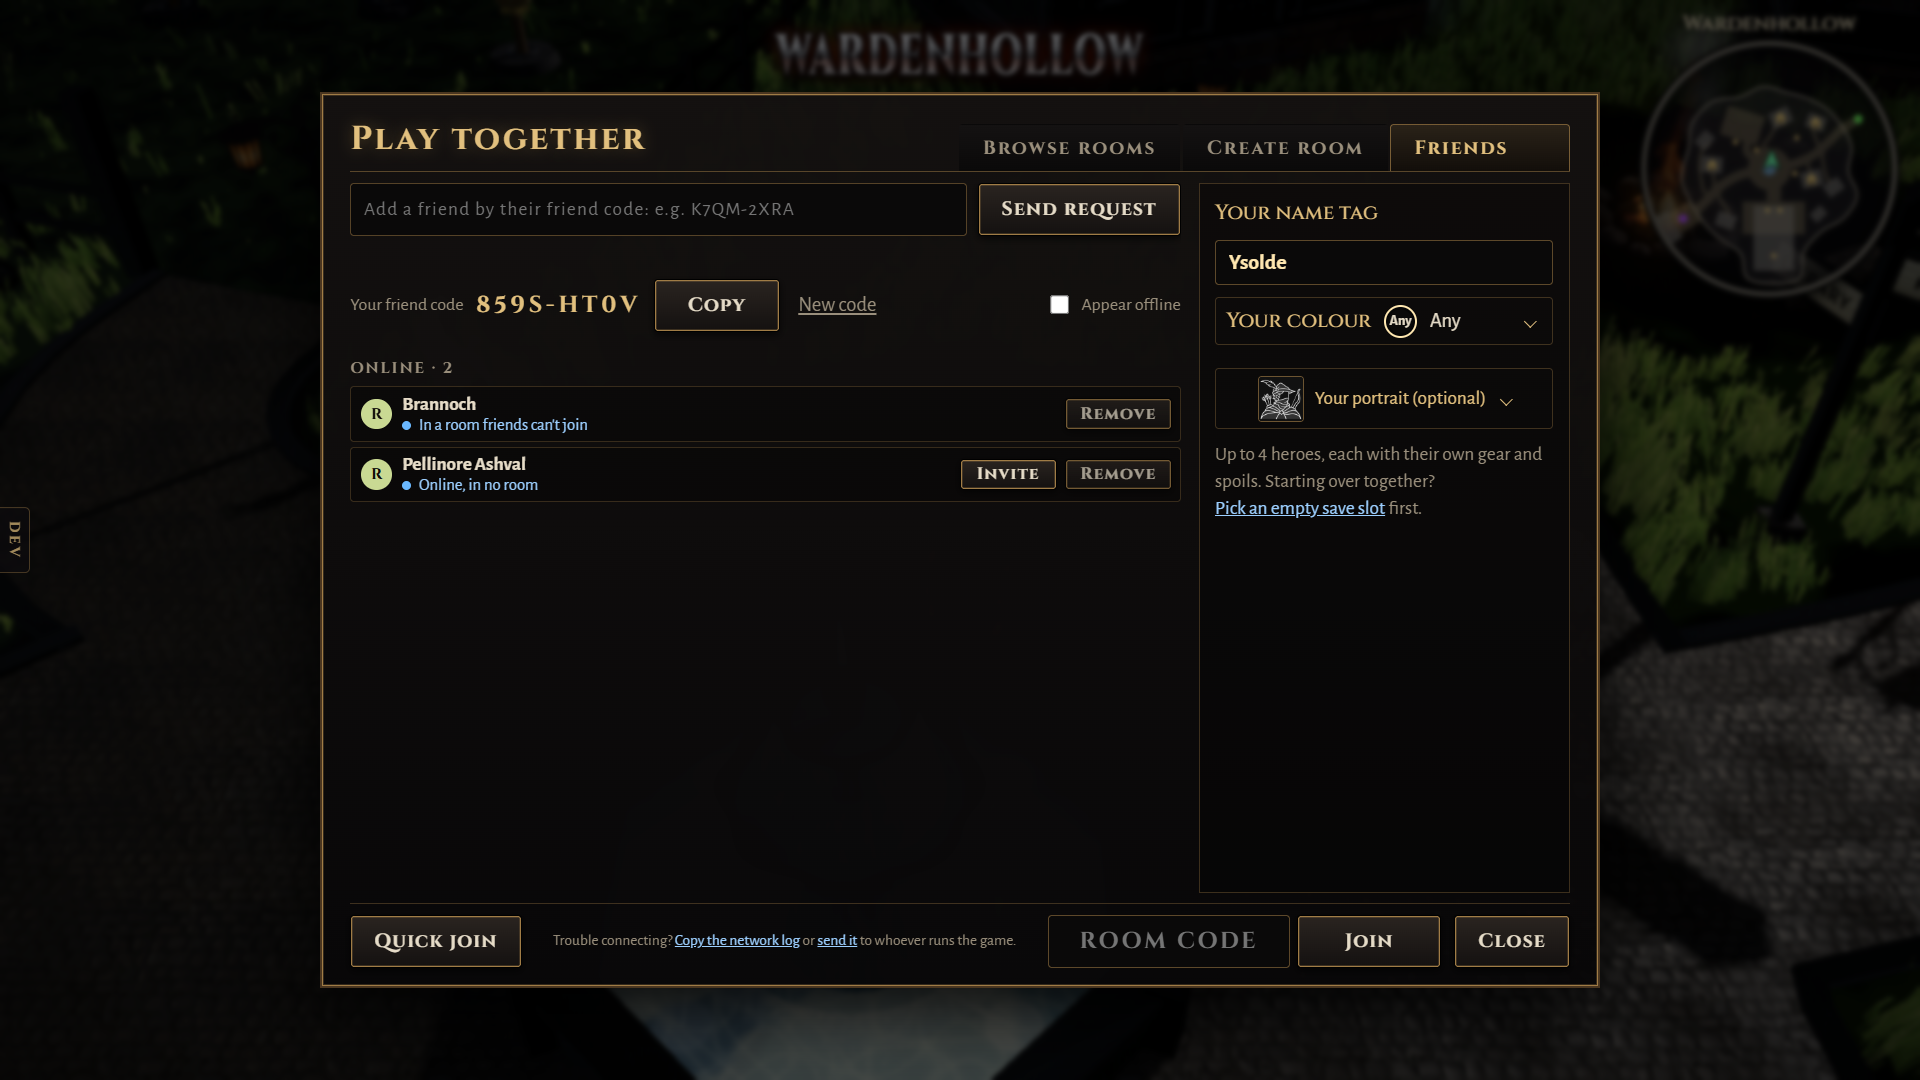 WARDENHOLLOW
WARDENHOLLOW
PLAY TOGETHER
BROWSE ROOMS
CREATE ROOM
FRIENDS
Add a friend by their friend code: e.g. K7QM-2XRA
SEND REQUEST
Your friend code
859S-HT0V
COPY
New code
Appear offline
ONLINE · 2
R
Brannoch
In a room friends can't join
REMOVE
R
Pellinore Ashval
Online, in no room
INVITE
REMOVE
YOUR NAME TAG
Ysolde
YOUR COLOUR
Any
Any
Your portrait (optional)
Up to 4 heroes, each with their own gear and
spoils. Starting over together?
Pick an empty save slot first.
DEV
QUICK JOIN
Trouble connecting? Copy the network log or send it to whoever runs the game.
ROOM CODE
JOIN
CLOSE